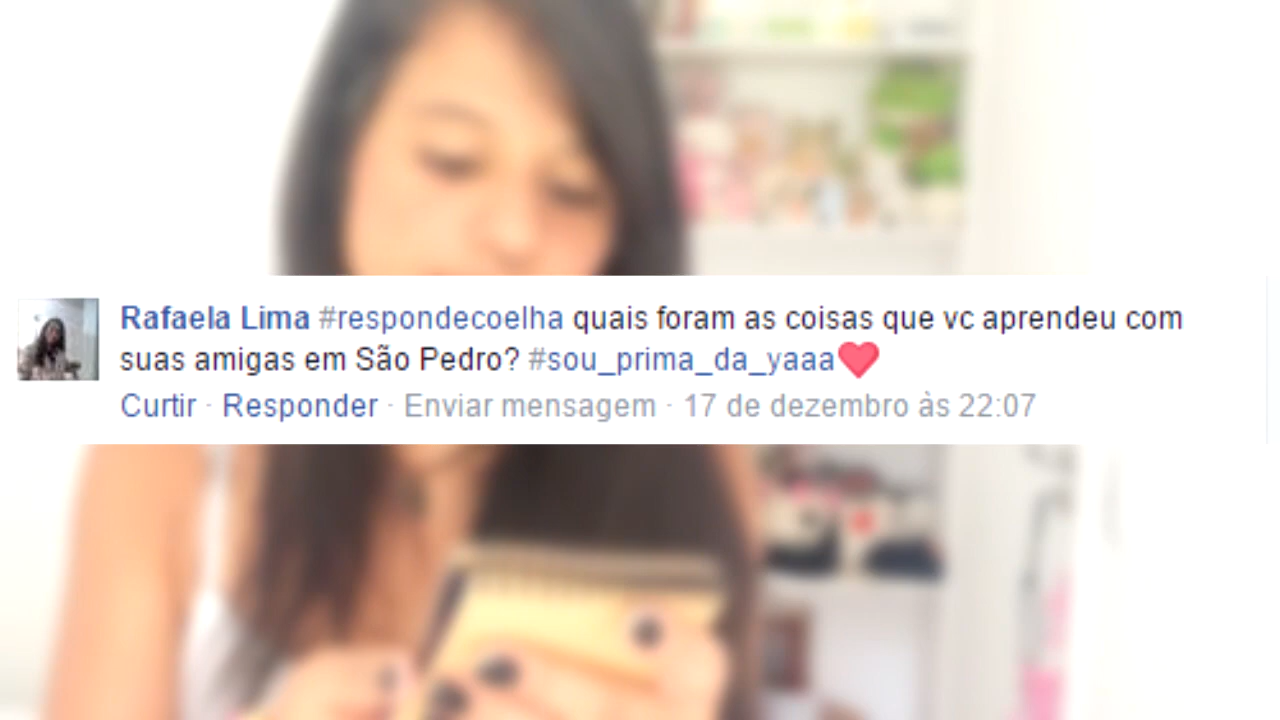 Rafaela Lima #respondecoelha quais foram as coisas que vc aprendeu com
suas amigas em São Pedro? #sou_prima_da_yaaa❤
Curtir · Responder · Enviar mensagem · 17 de dezembro às 22:07